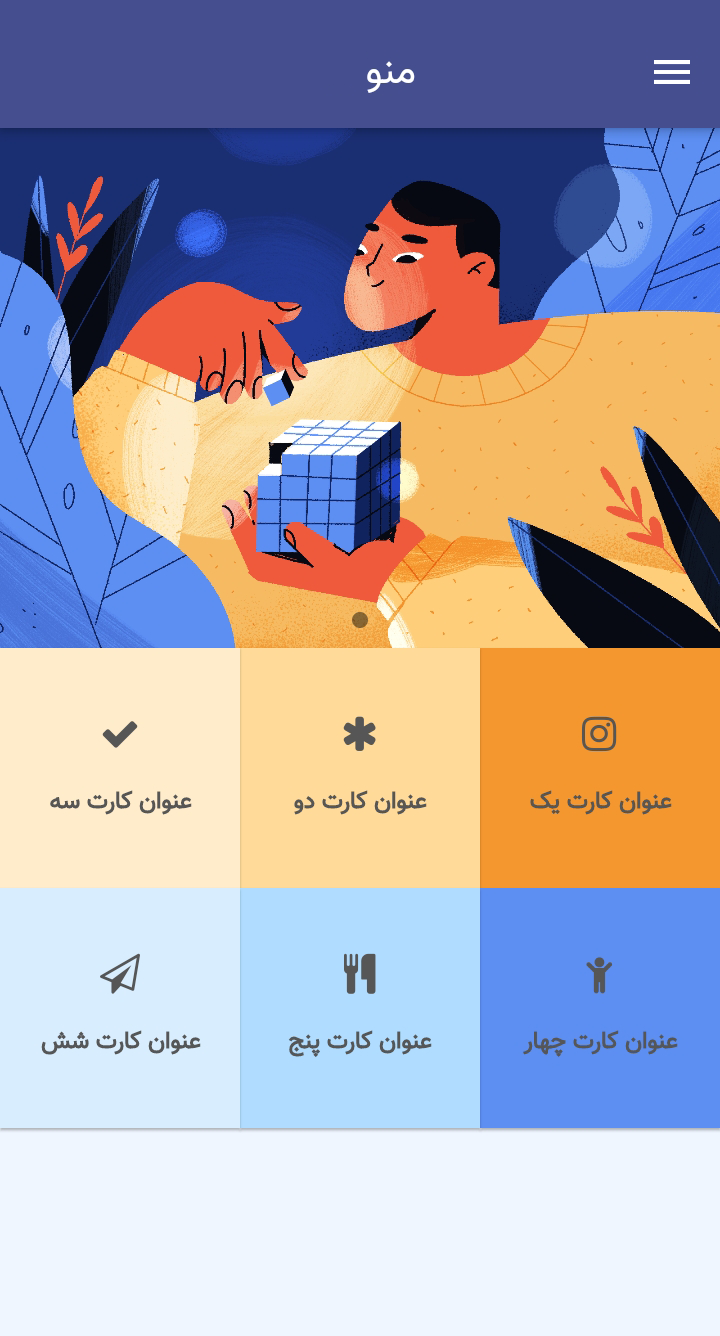 منو
عنوان کارت یک
عنوان کارت دو
عنوان کارت سه
عنوان کارت چهار
عنوان کارت پنج
عنوان کارت شش